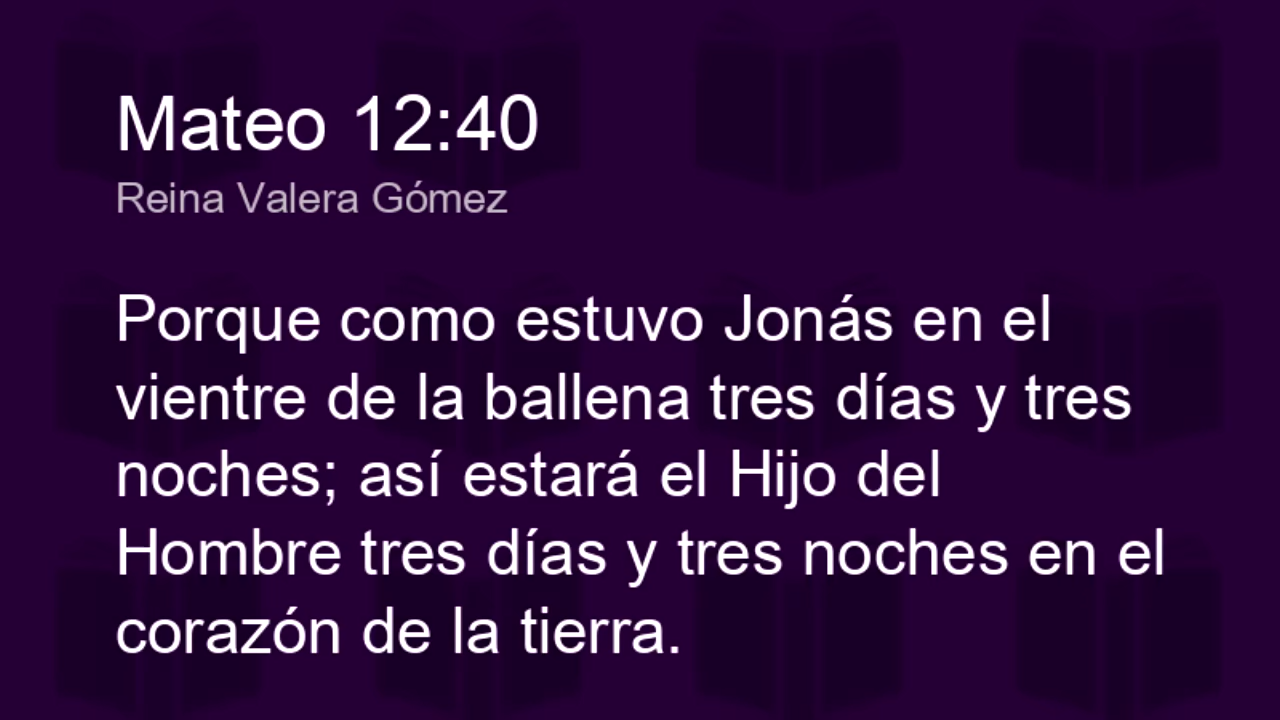 Mateo 12:40
Reina Valera Gómez
Porque como estuvo Jonás en el
vientre de la ballena tres días y tres
noches; así estará el Hijo del
Hombre tres días y tres noches en el
corazón de la tierra.